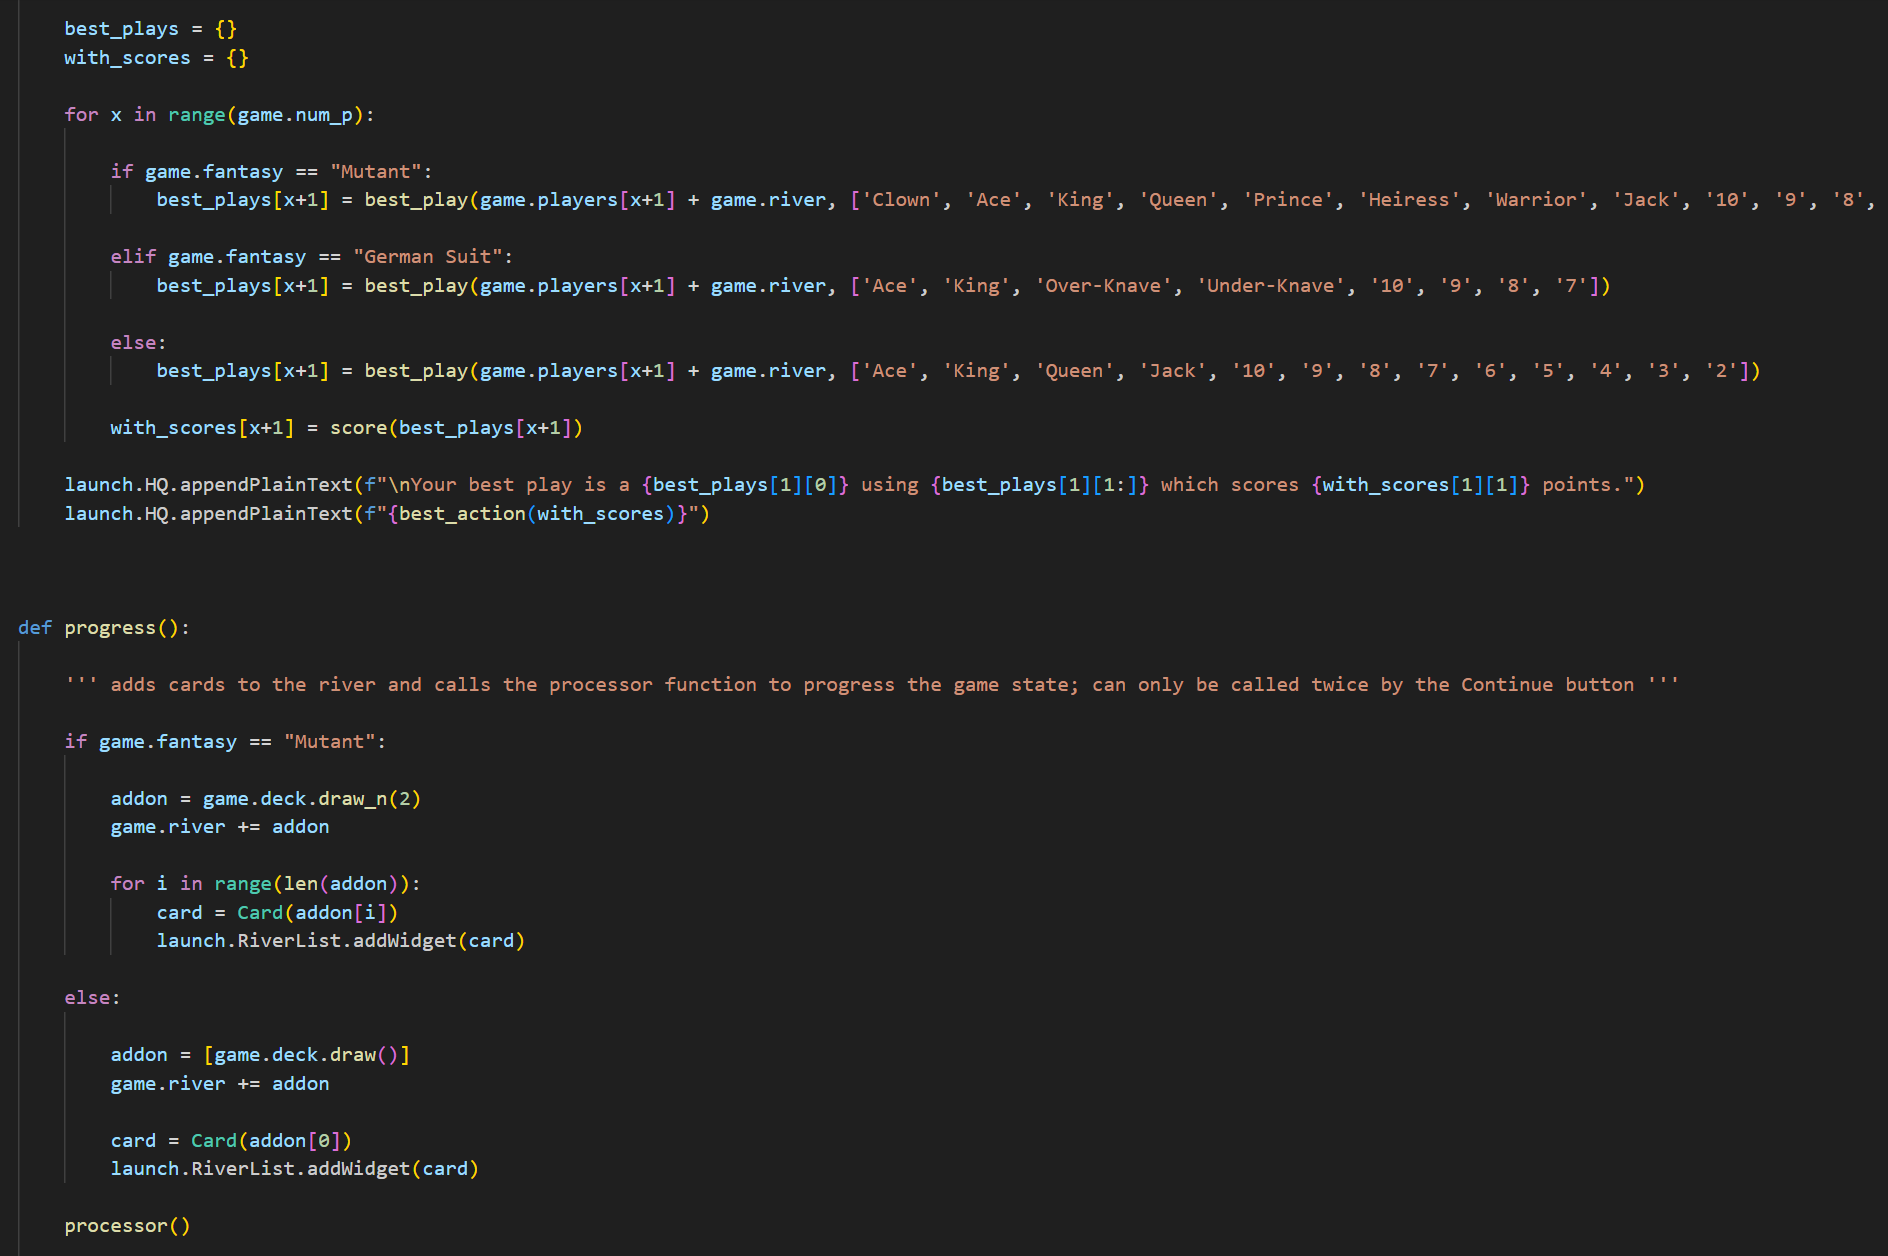 best_plays = {}
with_scores = {}
for x in range(game.num_p):
if game.fantasy == "Mutant":
best_plays[x+1] = best_play(game.players[x+1] + game.river, ['Clown', 'Ace', 'King', 'Queen', 'Prince', 'Heiress', 'Warrior', 'Jack', '10', '9', '8',
elif game.fantasy == "German Suit":
best_plays[x+1] = best_play(game.players[x+1] + game.river, ['Ace', 'King', 'Over-Knave', 'Under-Knave', '10', '9', '8', '7'])
else:
best_plays[x+1] = best_play(game.players[x+1] + game.river, ['Ace', 'King', 'Queen', 'Jack', '10', '9', '8', '7', '6', '5', '4', '3', '2'])
with_scores[x+1] = score(best_plays[x+1])
launch.HQ.appendPlainText(f"\nYour best play is a {best_plays[1][0]} using {best_plays[1][1:]} which scores {with_scores[1][1]} points.")
launch.HQ.appendPlainText(f"{best_action(with_scores)}")
def progress():
''' adds cards to the river and calls the processor function to progress the game state; can only be called twice by the Continue button '''
if game.fantasy == "Mutant":
addon = game.deck.draw_n(2)
game.river += addon
for i in range(len(addon)):
card = Card(addon[i])
launch.RiverList.addWidget(card)
else:
addon = [game.deck.draw()]
game.river += addon
card = Card(addon[0])
launch.RiverList.addWidget(card)
processor()